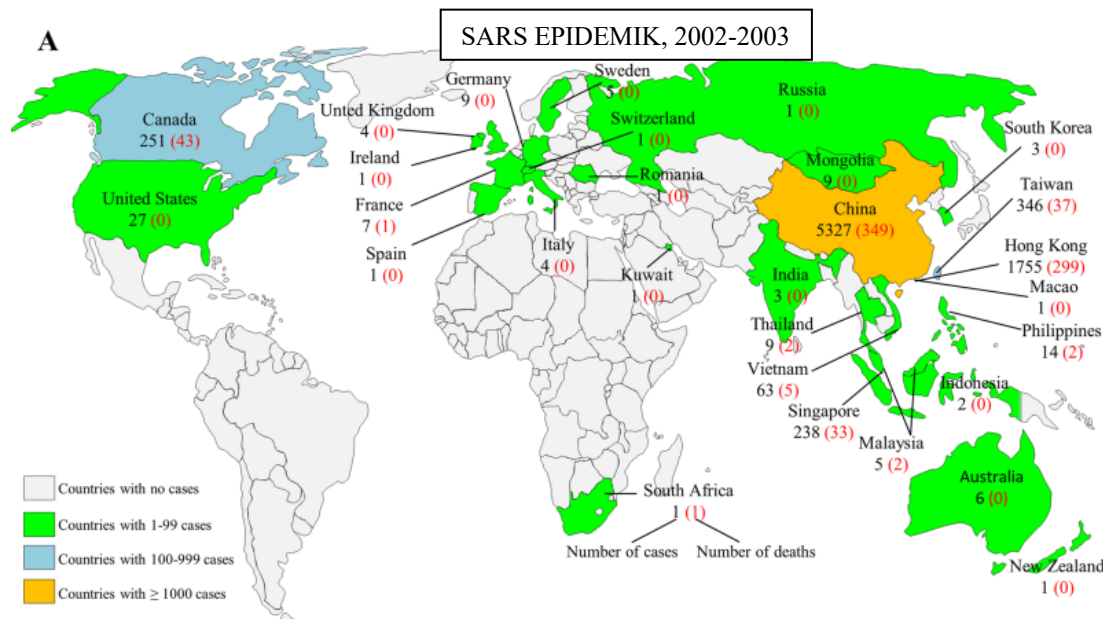 A
SARS EPIDEMIK, 2002-2003
Canada
251 (43)
United States
27 (0)
Unted Kingdom
4 (0)
Ireland
1 (0)
France
7 (1)
Spain
1 (0)
Germany
9 (0)
Sweden
5 (0)
Switzerland
1 (0)
Romania
1 (0)
Italy
4 (0)
Kuwait
1 (0)
Russia
1 (0)
Mongolia
9 (0)
China
5327 (349)
South Korea
3 (0)
Taiwan
346 (37)
Hong Kong
1755 (299)
Macao
1 (0)
Philippines
14 (2)
India
3 (0)
Thailand
9 (2)
Vietnam
63 (5)
Singapore
238 (33)
Malaysia
5 (2)
Indonesia
2 (0)
Australia
6 (0)
New Zealand
1 (0)
South Africa
1 (1)
Number of cases
Number of deaths
Countries with no cases
Countries with 1-99 cases
Countries with 100-999 cases
Countries with ≥ 1000 cases